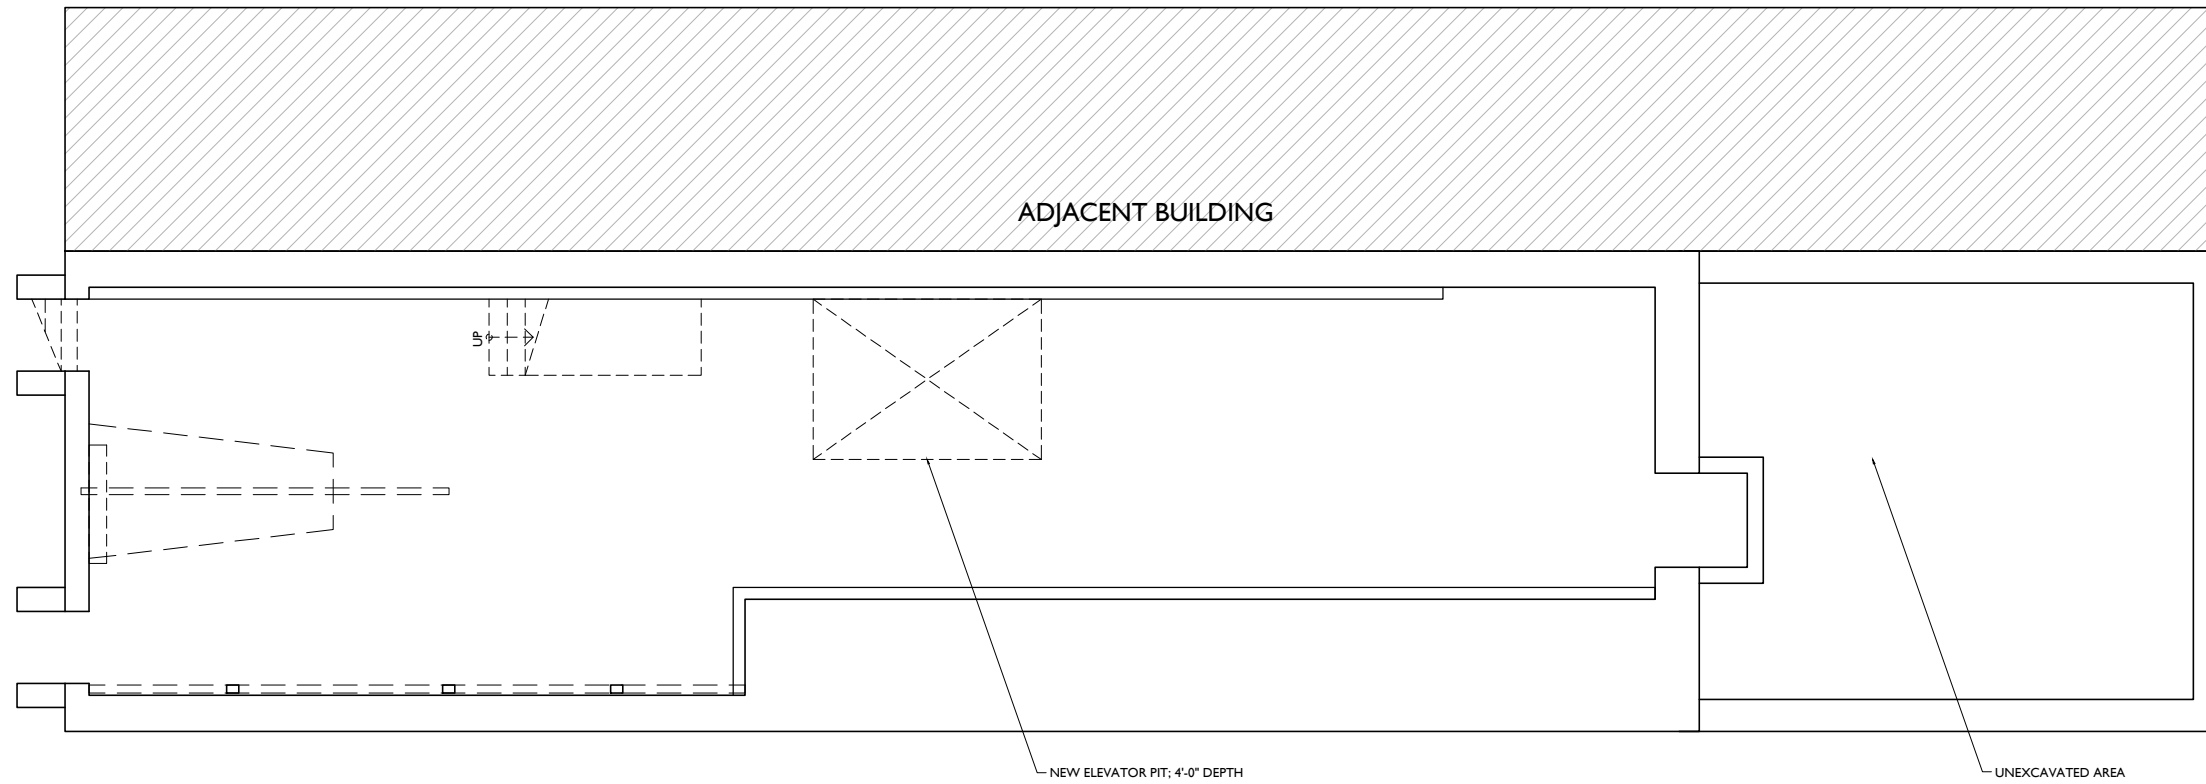 ADJACENT BUILDING
UP
NEW ELEVATOR PIT; 4'-0" DEPTH
UNEXCAVATED AREA